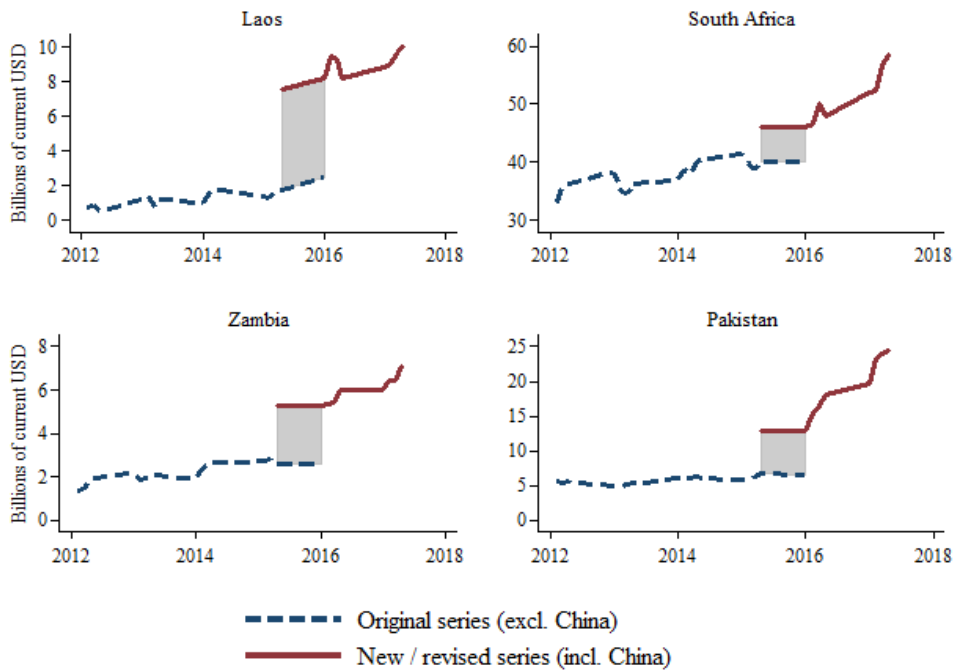 Laos
South Africa
Billions of current USD
10
8
6
4
2
0
2012 2014 2016 2018
60
50
40
30
2012 2014 2016 2018
Zambia
Pakistan
Billions of current USD
8
6
4
2
0
2012 2014 2016 2018
25
20
15
10
5
0
2012 2014 2016 2018
Original series (excl. China)
New / revised series (incl. China)